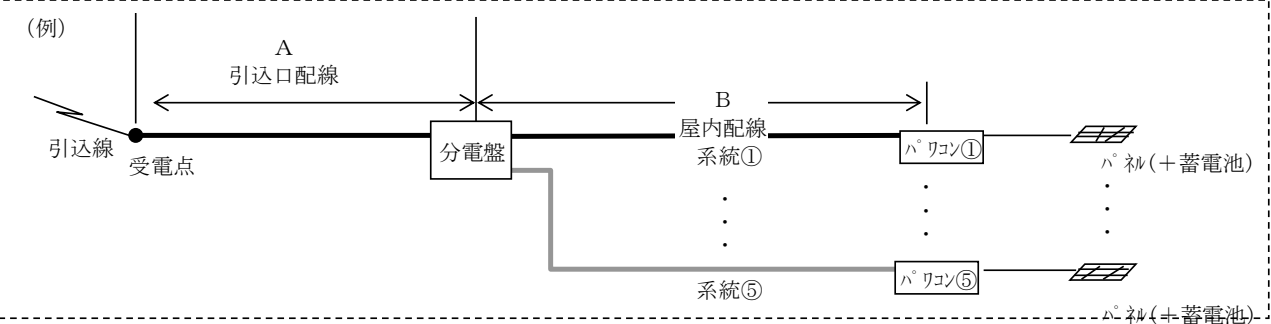 (例)
A
引込口配線
B
屋内配線
系統①
引込線
受電点
分電盤
パワコン①
パネル(+蓄電池)
系統⑤
パワコン⑤
パネル(+蓄電池)